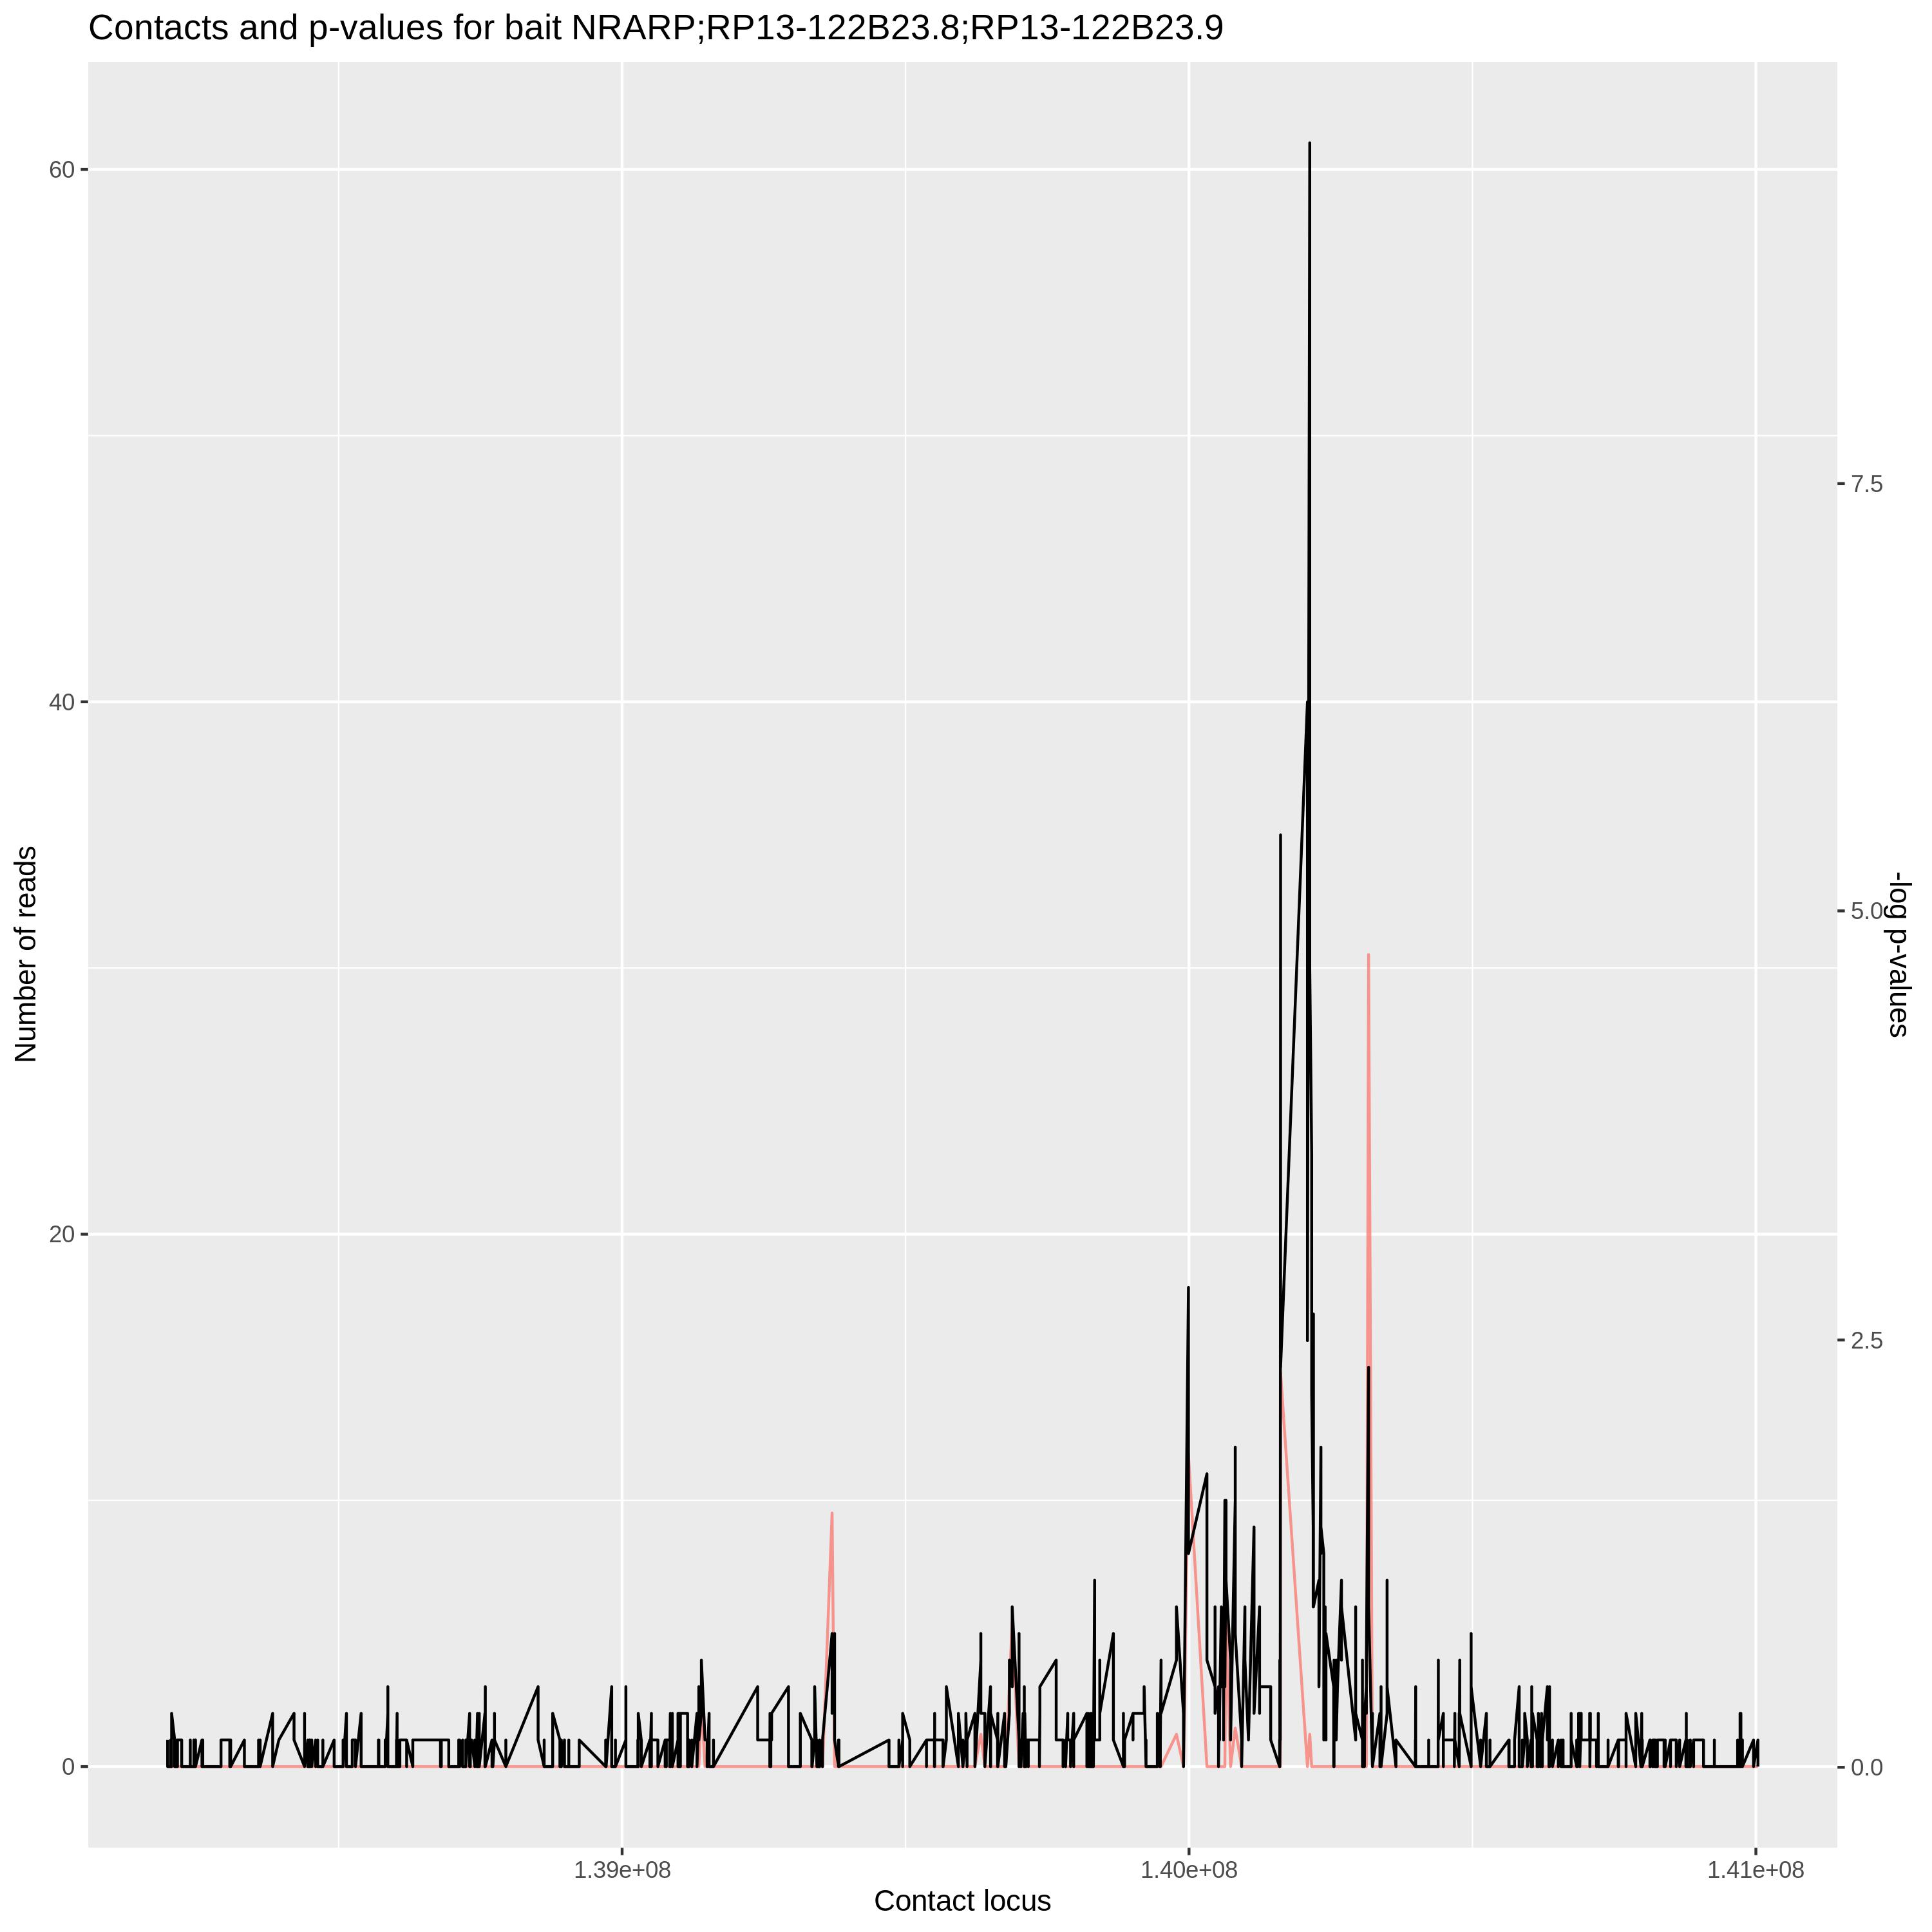 Contacts and p-values for bait NRARP;RP13-122B23.8;RP13-122B23.9
60
40
20
0
Number of reads
7.5
5.0
2.5
0.0
-log p-values
1.39e+08
1.40e+08
1.41e+08
Contact locus